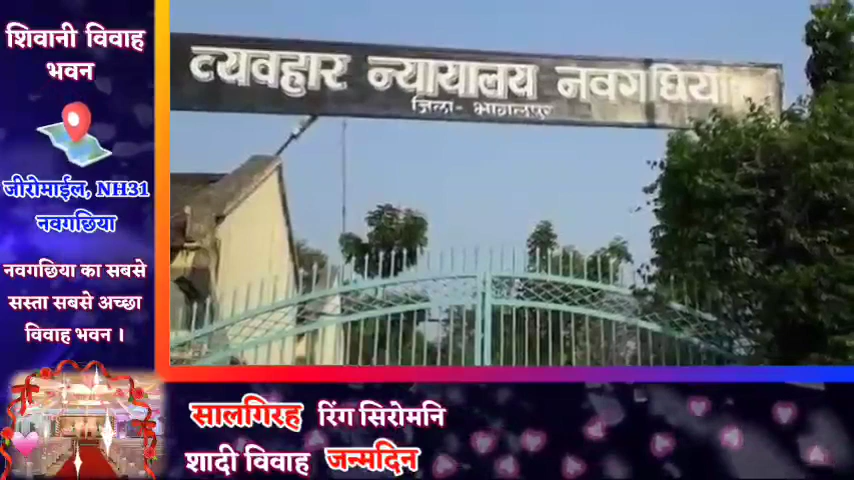 शिवानी विवाह
भवन
जीरोमाईल, NH31
नवगछिया
नवगछिया का सबसे
सस्ता सबसे अच्छा
विवाह भवन ।
व्यवहार न्यायालय नवगछिया
जिला- भागलपुर
सालगिरह रिंग सिरोमनि
शादी विवाह जन्मदिन